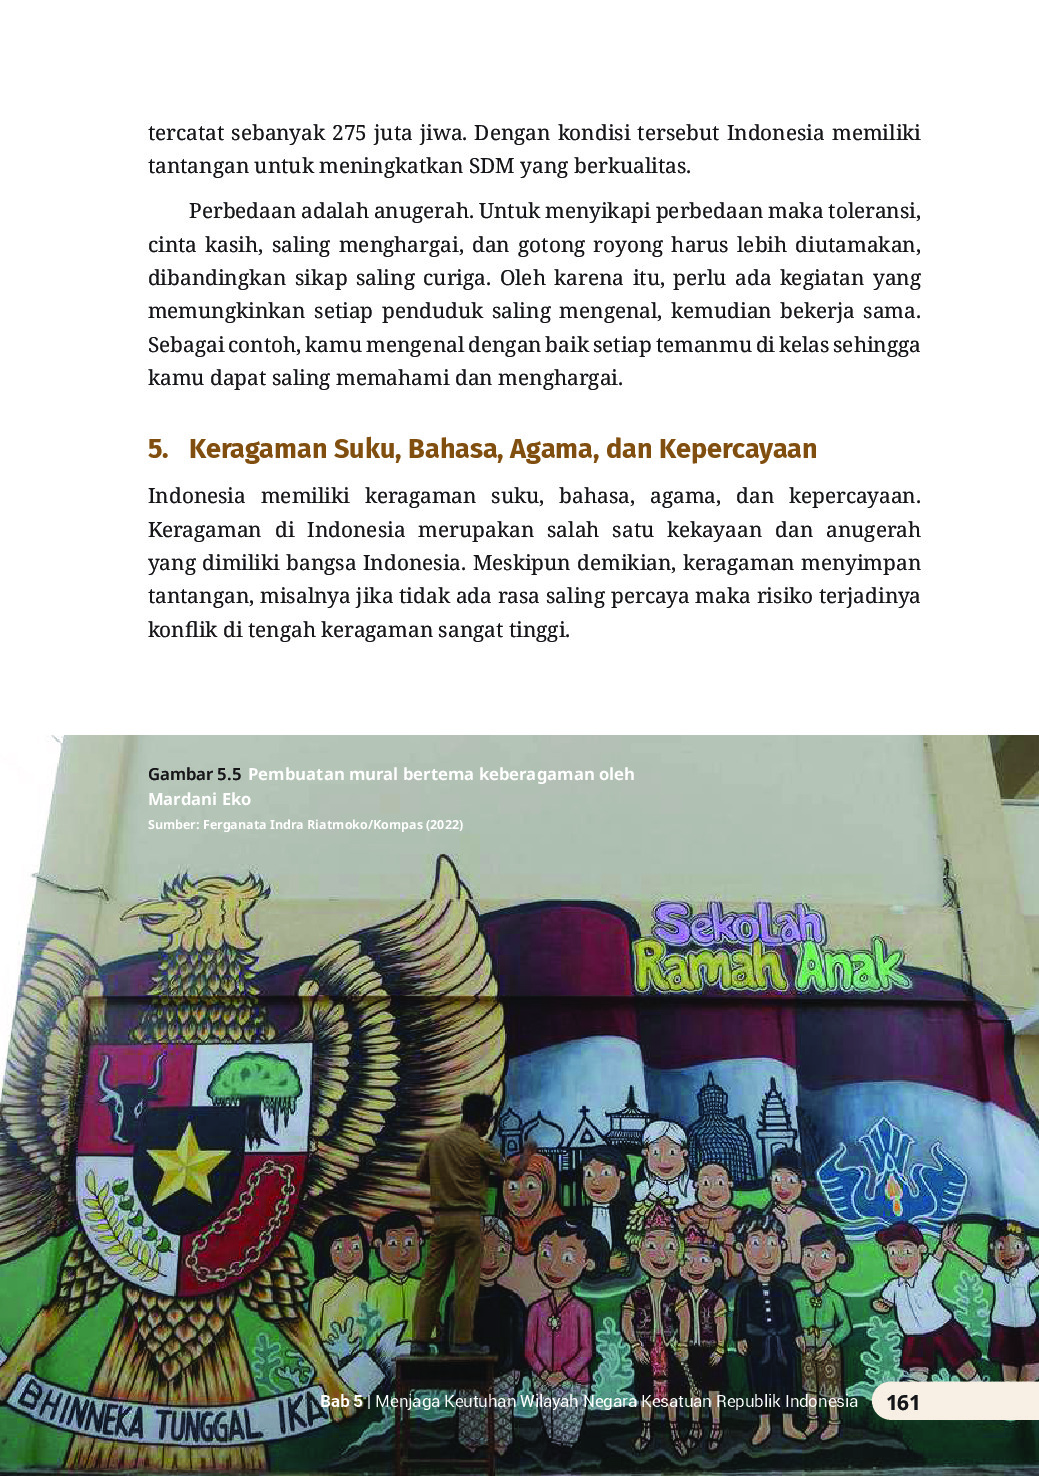 tercatat sebanyak 275 juta jiwa. Dengan kondisi tersebut Indonesia memiliki
tantangan untuk meningkatkan SDM yang berkualitas.
Perbedaan adalah anugerah. Untuk menyikapi perbedaan maka toleransi,
cinta kasih, saling menghargai, dan gotong royong harus lebih diutamakan,
dibandingkan sikap saling curiga. Oleh karena itu, perlu ada kegiatan yang
memungkinkan setiap penduduk saling mengenal, kemudian bekerja sama.
Sebagai contoh, kamu mengenal dengan baik setiap temanmu di kelas sehingga
kamu dapat saling memahami dan menghargai.
5. Keragaman Suku, Bahasa, Agama, dan Kepercayaan
Indonesia memiliki keragaman suku, bahasa, agama, dan kepercayaan.
Keragaman di Indonesia merupakan salah satu kekayaan dan anugerah
yang dimiliki bangsa Indonesia. Meskipun demikian, keragaman menyimpan
tantangan, misalnya jika tidak ada rasa saling percaya maka risiko terjadinya
konflik di tengah keragaman sangat tinggi.
Gambar 5.5 Pembuatan mural bertema keberagaman oleh
Mardani Eko
Sumber: Ferganata Indra Riatmoko/Kompas (2022)
Sekolah
Ramah Anak
BHINNEKA TUNGGAL IKA
Bab 5 | Menjaga Keutuhan Wilayah Negara Kesatuan Republik Indonesia
161